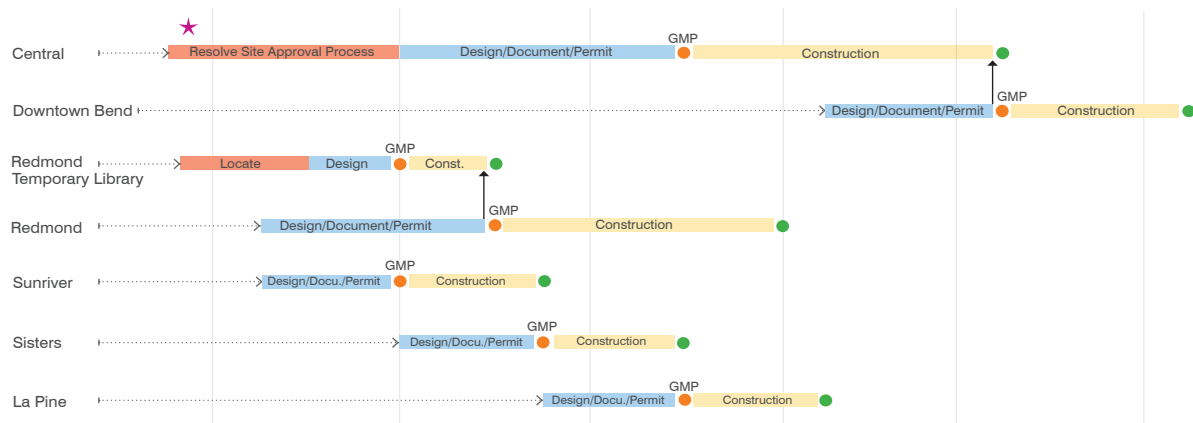 GMP
Central
Resolve Site Approval Process
Design/Document/Permit
Construction
GMP
Downtown Bend
Design/Document/Permit
Construction
GMP
Redmond
Temporary Library
Locate
Design
Const.
GMP
Redmond
Design/Document/Permit
Construction
GMP
Sunriver
Design/Docu./Permit
Construction
GMP
Sisters
Design/Docu./Permit
Construction
GMP
La Pine
Design/Docu./Permit
Construction